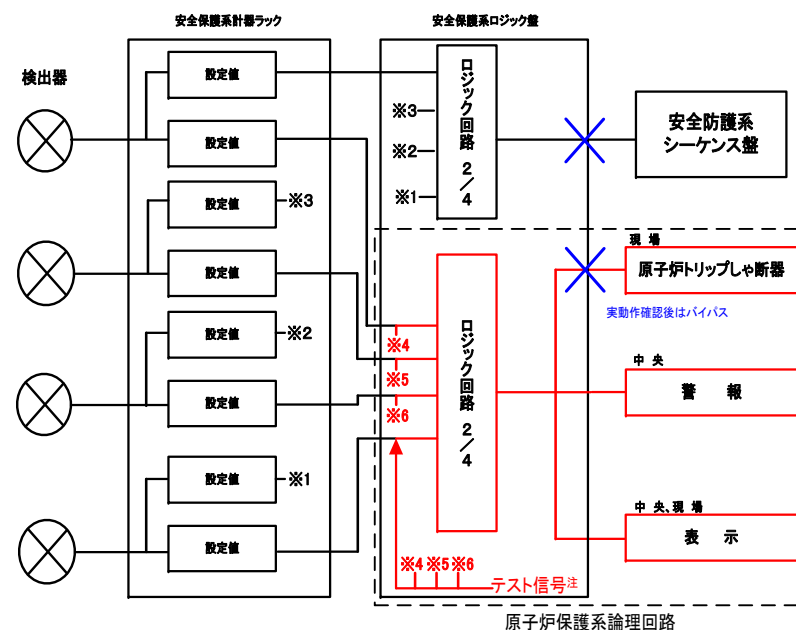 安全保護系計器ラック
安全保護系ロジック盤
検出器
設定値
設定値
設定値
※3
設定値
設定値
※2
設定値
設定値
※1
設定値
ロジック回路 2/4
※3
※2
※1
安全防護系
シーケンス盤
ロジック回路 2/4
※4
※5
※6
※4 ※5 ※6
テスト信号注
現 場
原子炉トリップしゃ断器
実動作確認後はバイパス
中 央
警 報
中 央、現 場
表 示
原子炉保護系論理回路